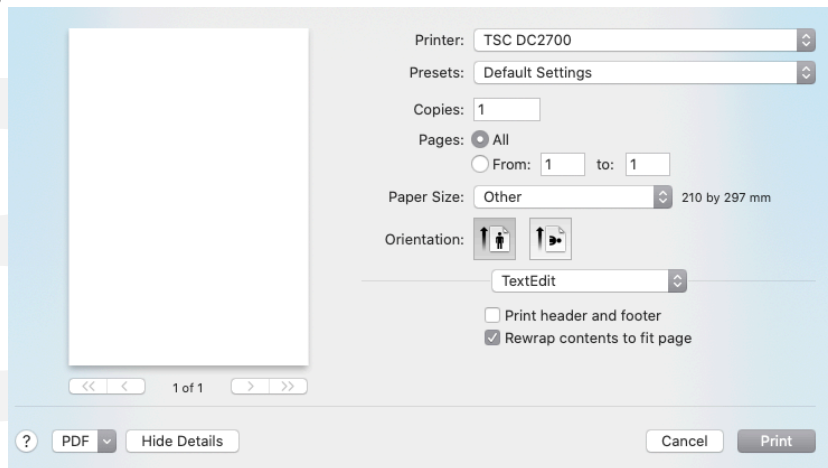 Printer: TSC DC2700
Presets: Default Settings
Copies: 1
Pages: All
From: 1 to: 1
Paper Size: Other 210 by 297 mm
Orientation:
TextEdit
Print header and footer
Rewrap contents to fit page
<< < 1 of 1 > >>
? PDF Hide Details Cancel Print